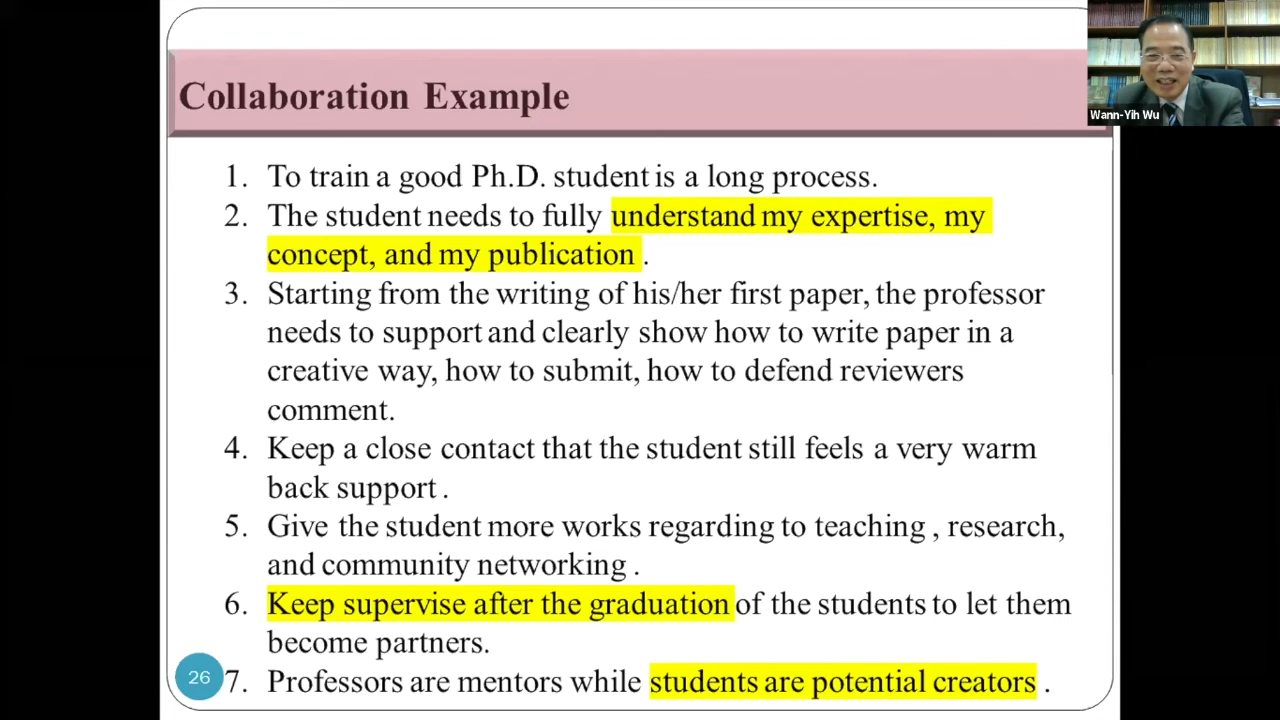 Collaboration Example
Wann-Yih Wu
1. To train a good Ph.D. student is a long process.
2. The student needs to fully understand my expertise, my
concept, and my publication .
3. Starting from the writing of his/her first paper, the professor
needs to support and clearly show how to write paper in a
creative way, how to submit, how to defend reviewers
comment.
4. Keep a close contact that the student still feels a very warm
back support .
5. Give the student more works regarding to teaching , research,
and community networking .
6. Keep supervise after the graduation of the students to let them
become partners.
7. Professors are mentors while students are potential creators .
26